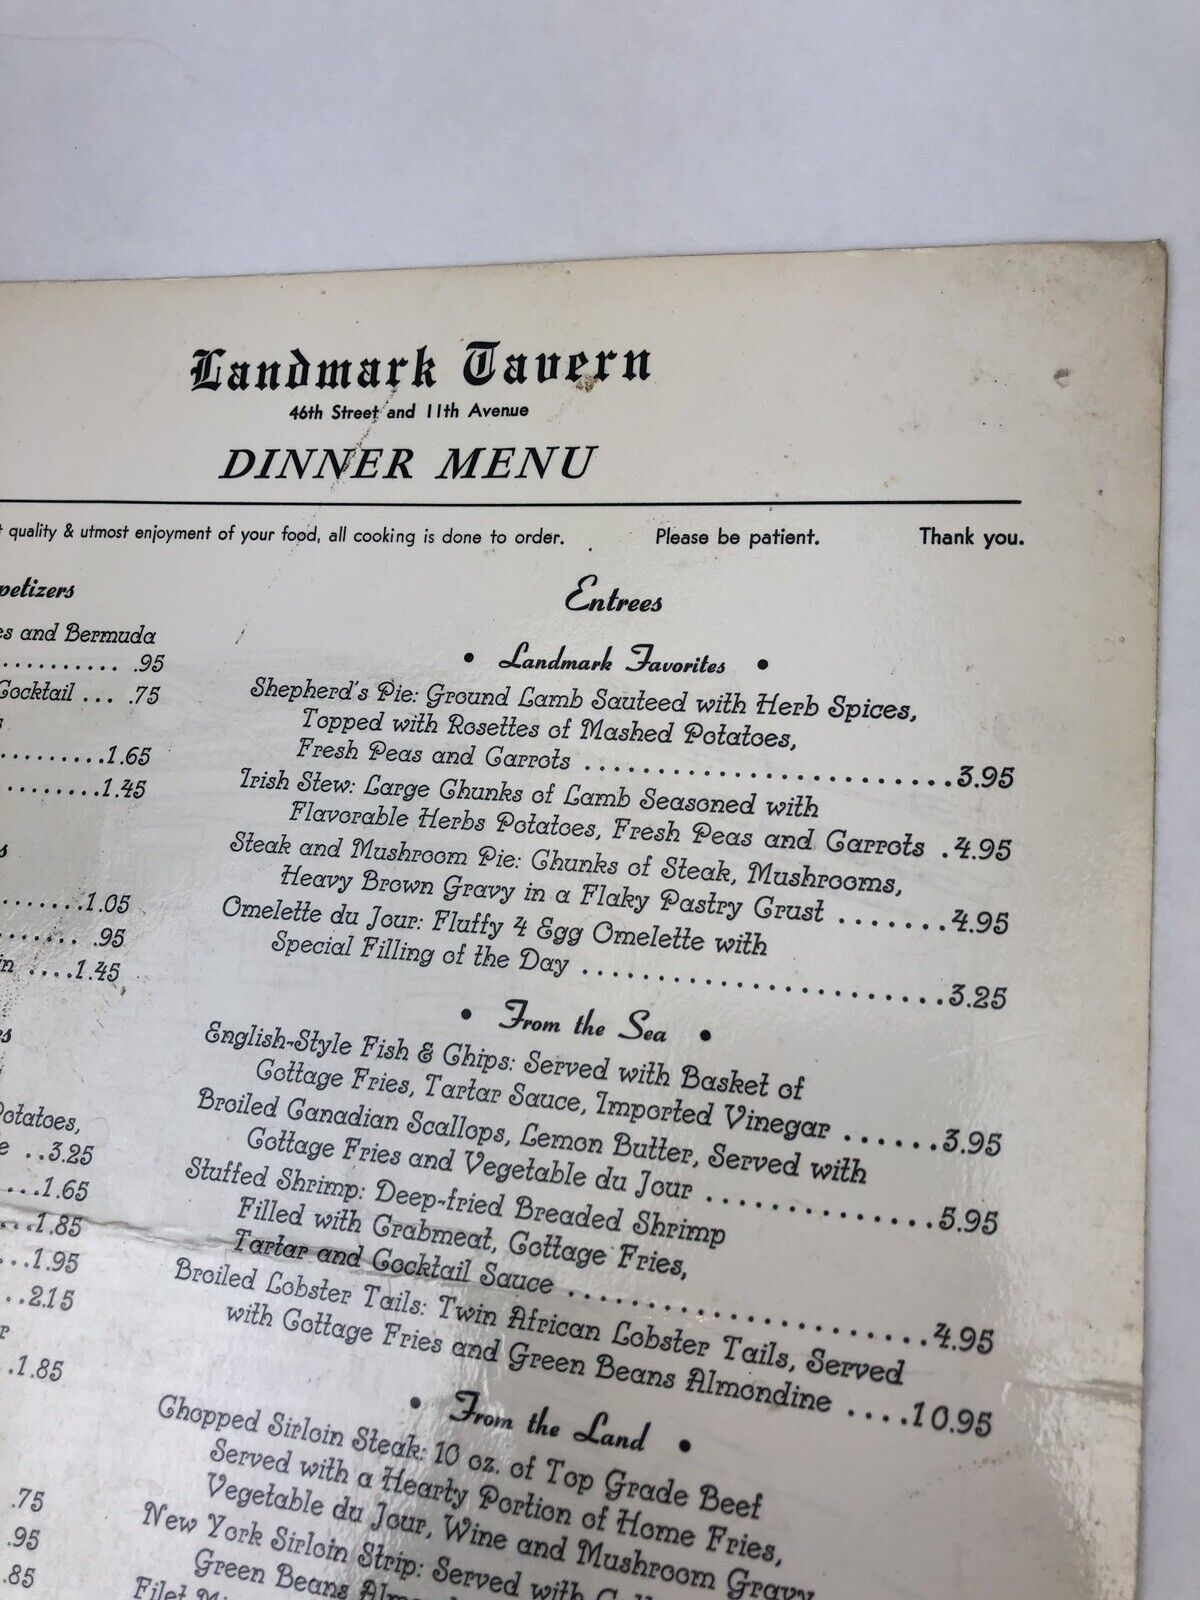 Landmark Tavern
46th Street and 11th Avenue
DINNER MENU
quality & utmost enjoyment of your food, all cooking is done to order. Please be patient. Thank you.
and Bermuda
.......... .95
Cocktail ... .75
.........1.65
........1.45
.......1.05
....... .95
....1.45
Potatoes,
..3.25
....1.65
...1.85
...1.95
..2.15
..1.85
.75
.95
.85
Entrees
• Landmark Favorites •
Shepherd's Pie: Ground Lamb Sauteed with Herb Spices,
Topped with Rosettes of Mashed Potatoes,
Fresh Peas and Carrots .........................3.95
Irish Stew: Large Chunks of Lamb Seasoned with
Flavorable Herbs Potatoes, Fresh Peas and Carrots .4.95
Steak and Mushroom Pie: Chunks of Steak, Mushrooms,
Heavy Brown Gravy in a Flaky Pastry Crust .......4.95
Omelette du Jour: Fluffy 4 Egg Omelette with
Special Filling of the Day ........................3.25
• From the Sea •
English-Style Fish & Chips: Served with Basket of
Cottage Fries, Tartar Sauce, Imported Vinegar ......3.95
Broiled Canadian Scallops, Lemon Butter, Served with
Cottage Fries and Vegetable du Jour ...............5.95
Stuffed Shrimp: Deep-fried Breaded Shrimp
Filled with Crabmeat, Cottage Fries,
Tartar and Cocktail Sauce ........................4.95
Broiled Lobster Tails: Twin African Lobster Tails, Served
with Cottage Fries and Green Beans Almondine ....10.95
• From the Land •
Chopped Sirloin Steak: 10 oz. of Top Grade Beef
Served with a Hearty Portion of Home Fries,
Vegetable du Jour, Wine and Mushroom Gravy
New York Sirloin Strip: Served with
Green Beans
Filet